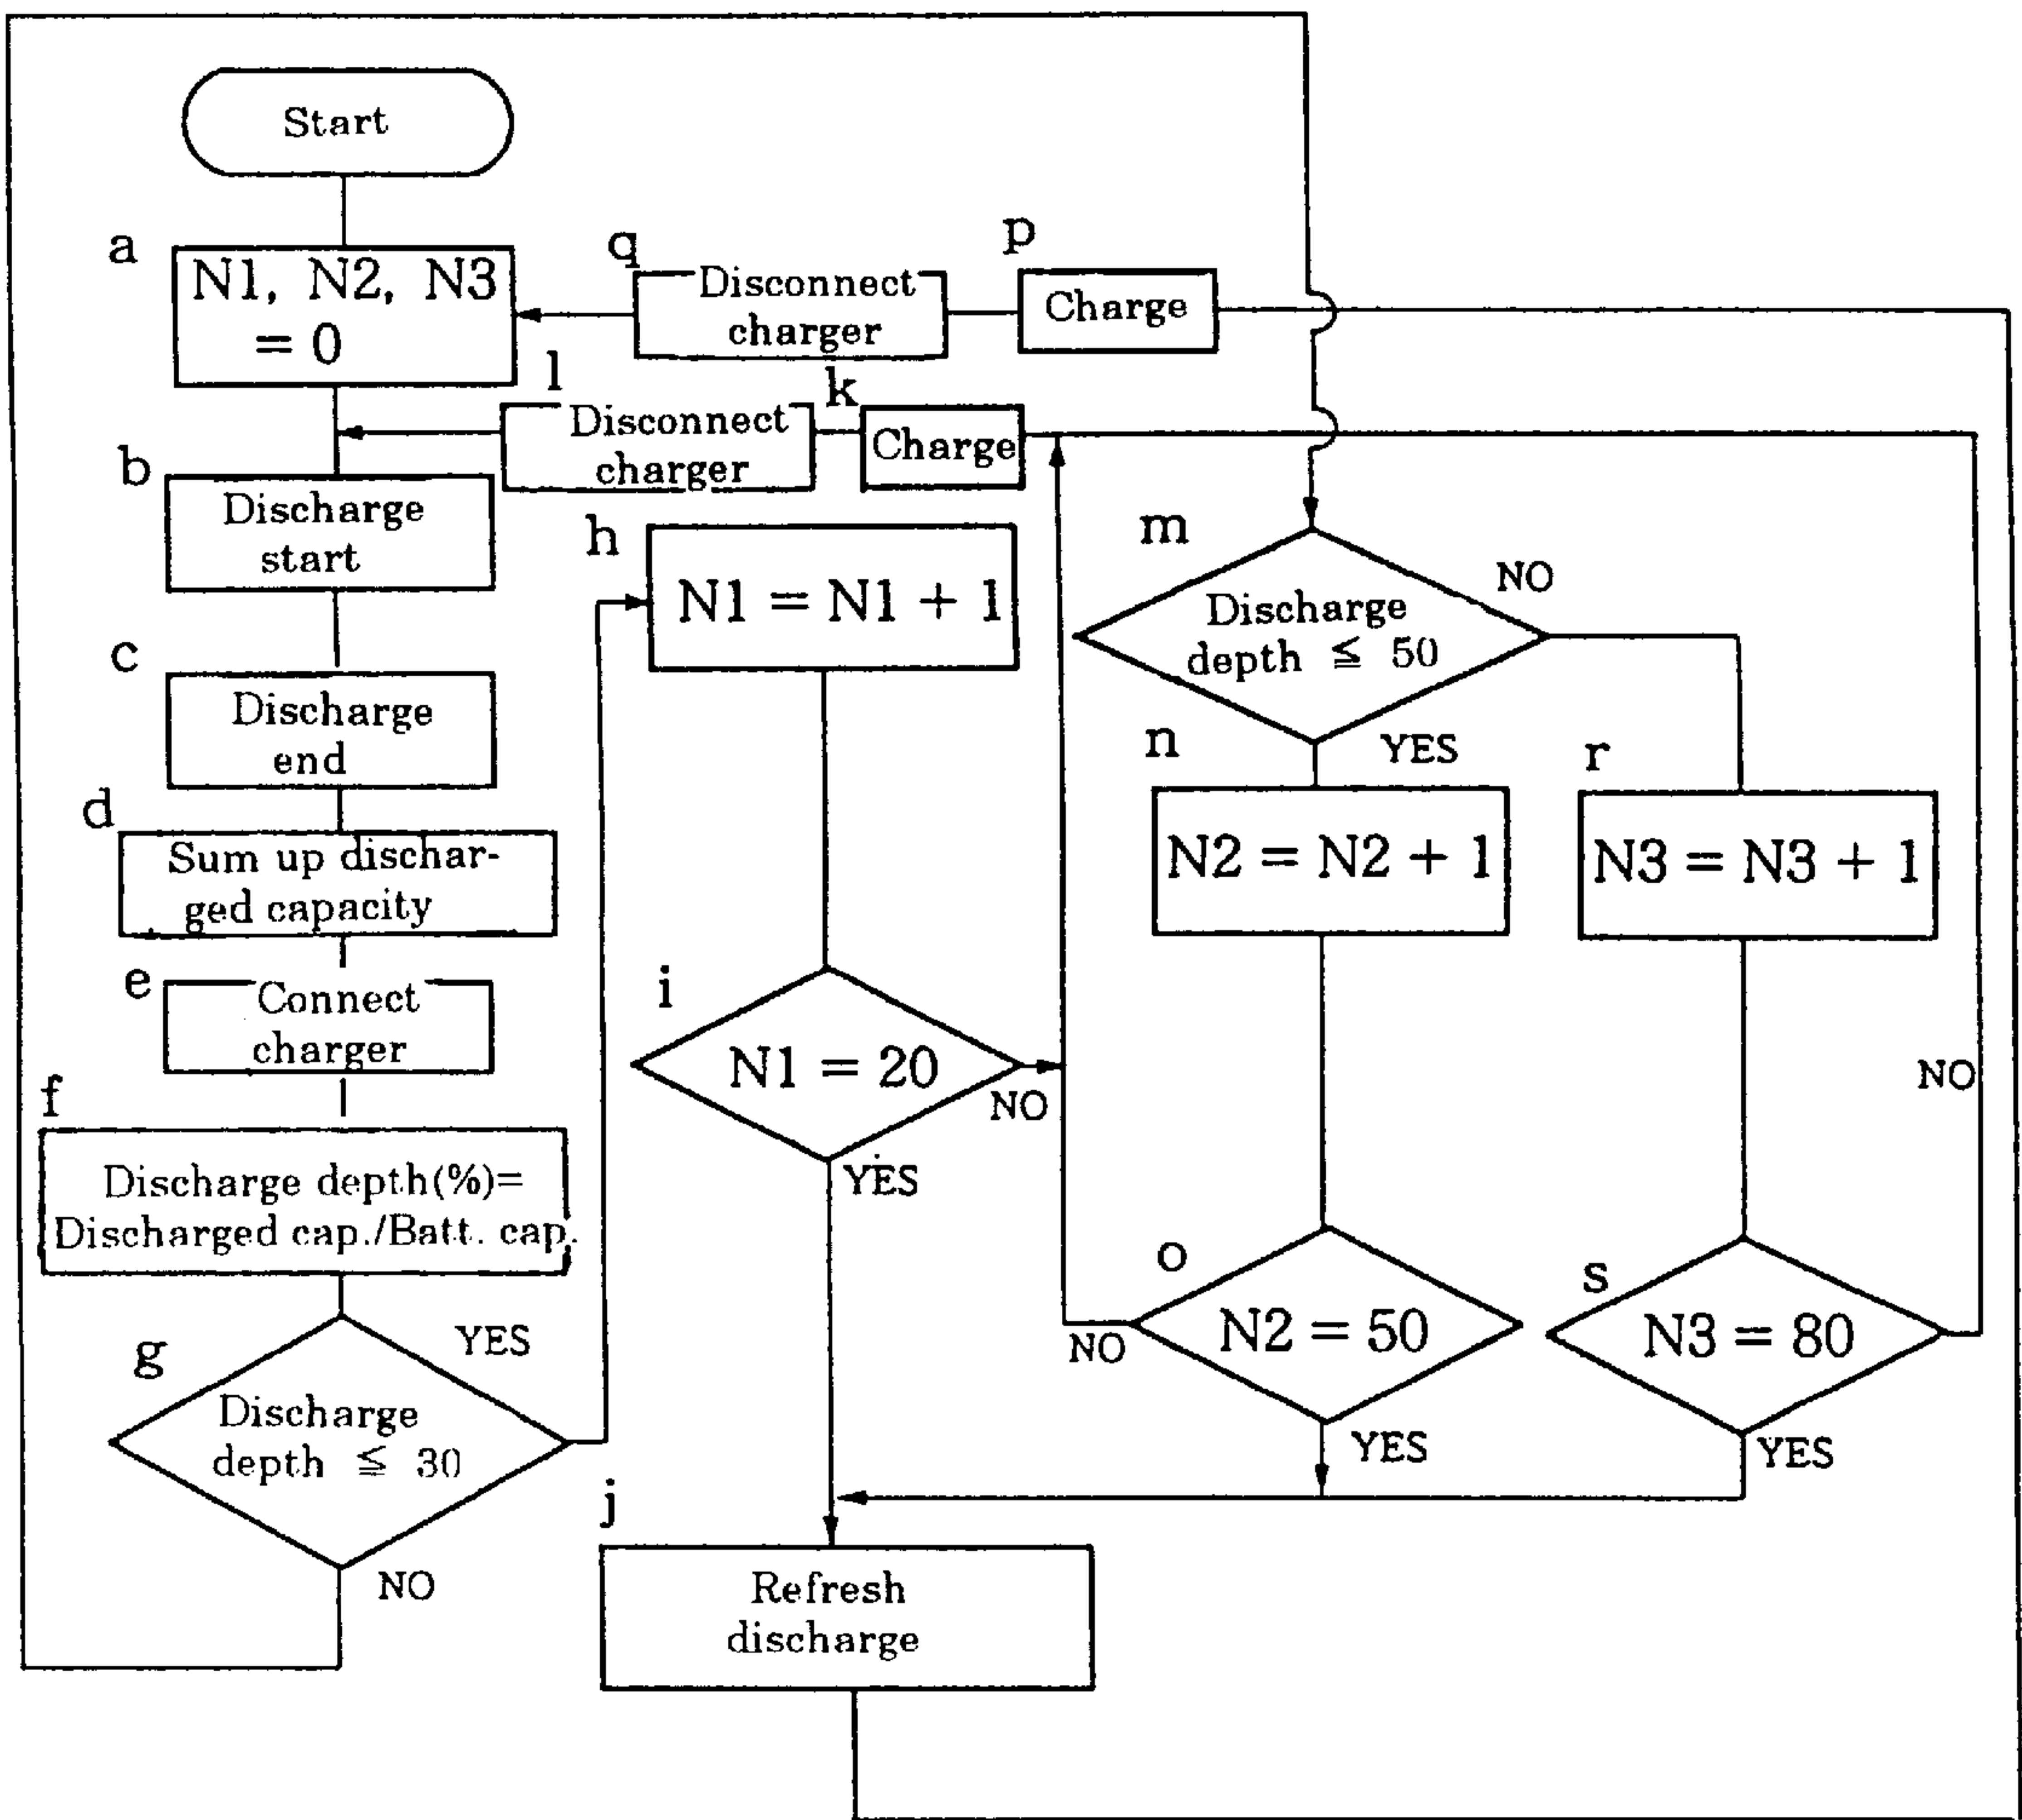 Start
a
N1, N2, N3
= 0
q
Disconnect
charger
p
Charge
l
Disconnect
charger
k
Charge
b
Discharge
start
c
Discharge
end
d
Sum up dischar-
ged capacity
e
Connect
charger
f
Discharge depth(%)=
Discharged cap./Batt. cap.
g
Discharge
depth ≦ 30
YES
NO
h
N1 = N1 + 1
i
N1 = 20
NO
YES
j
Refresh
discharge
m
Discharge
depth ≦ 50
NO
YES
n
N2 = N2 + 1
o
N2 = 50
NO
YES
r
N3 = N3 + 1
s
N3 = 80
NO
YES